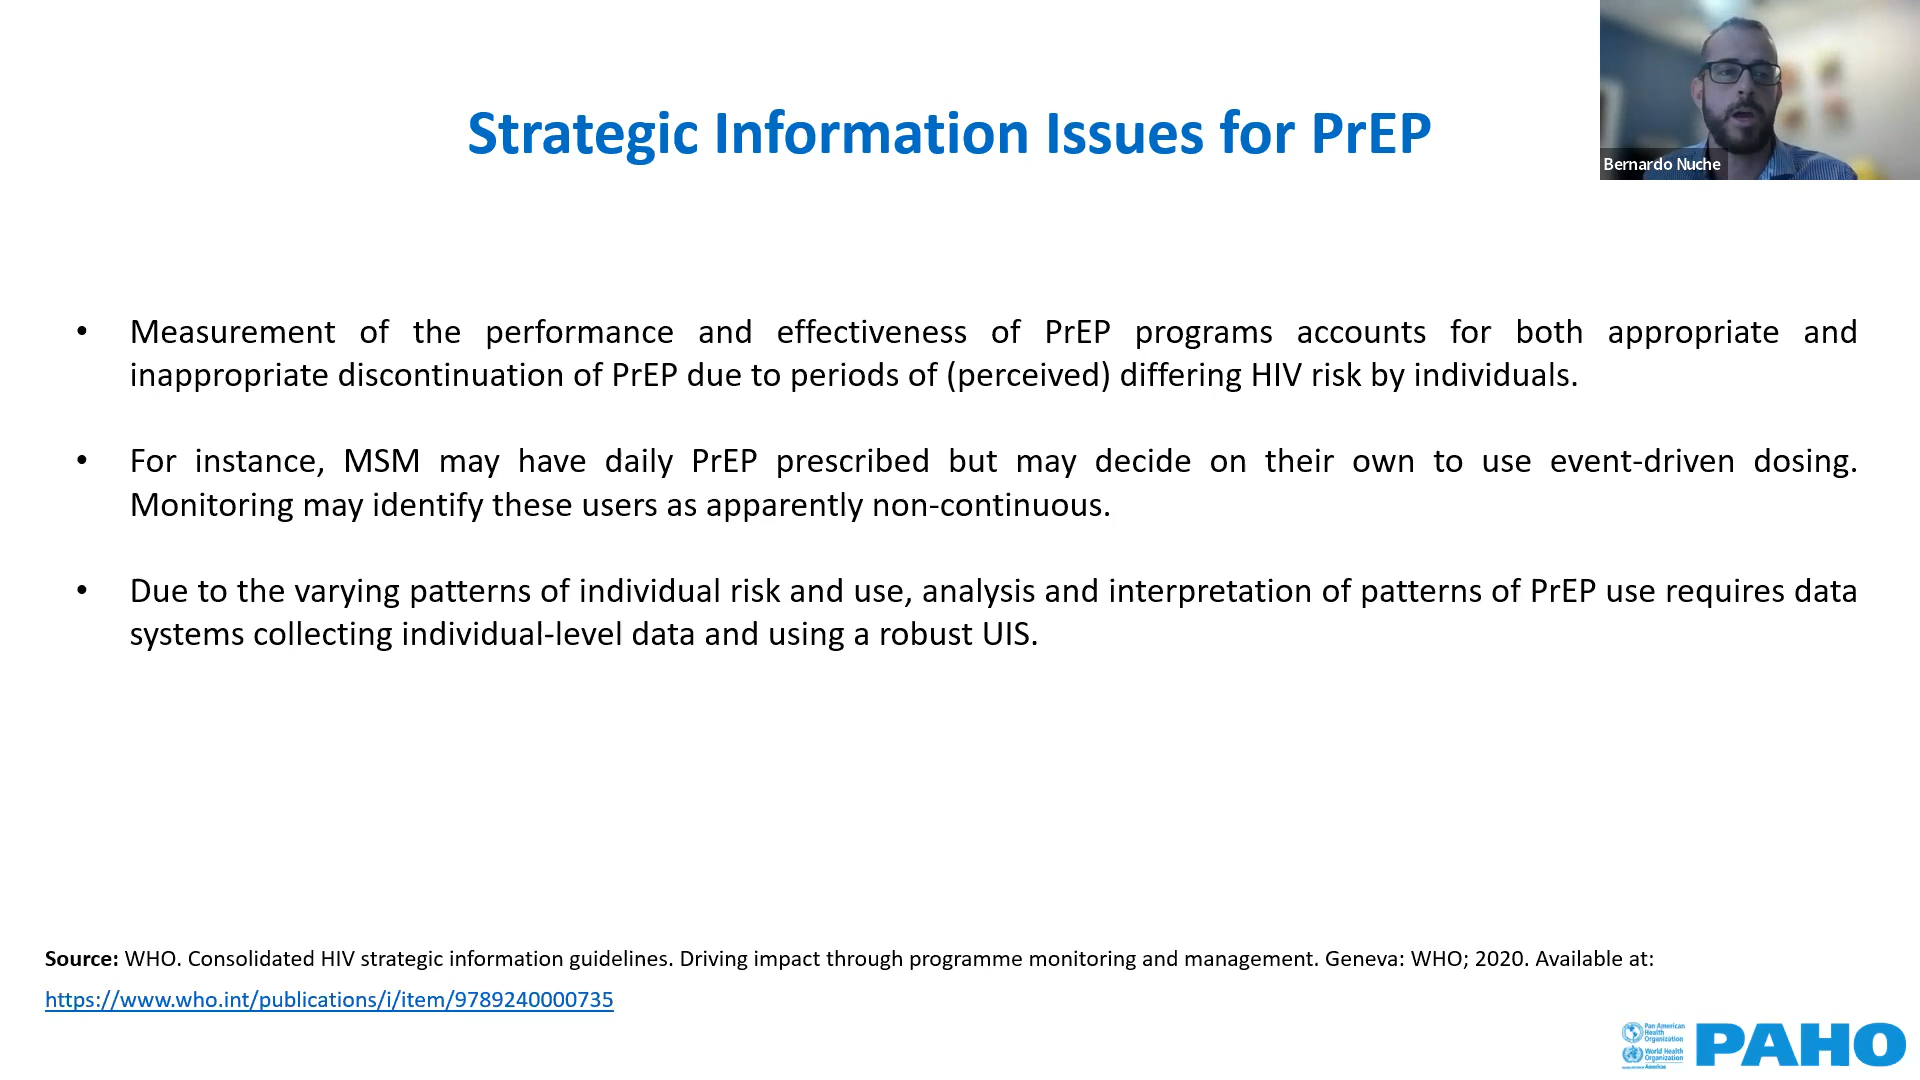 Strategic Information Issues for PrEP
Bernardo Nuche
• Measurement of the performance and effectiveness of PrEP programs accounts for both appropriate and
inappropriate discontinuation of PrEP due to periods of (perceived) differing HIV risk by individuals.
• For instance, MSM may have daily PrEP prescribed but may decide on their own to use event-driven dosing.
Monitoring may identify these users as apparently non-continuous.
• Due to the varying patterns of individual risk and use, analysis and interpretation of patterns of PrEP use requires data
systems collecting individual-level data and using a robust UIS.
Source: WHO. Consolidated HIV strategic information guidelines. Driving impact through programme monitoring and management. Geneva: WHO; 2020. Available at:
https://www.who.int/publications/i/item/9789240000735
Pan American
Health
Organization
World Health
Organization
Americas
PAHO